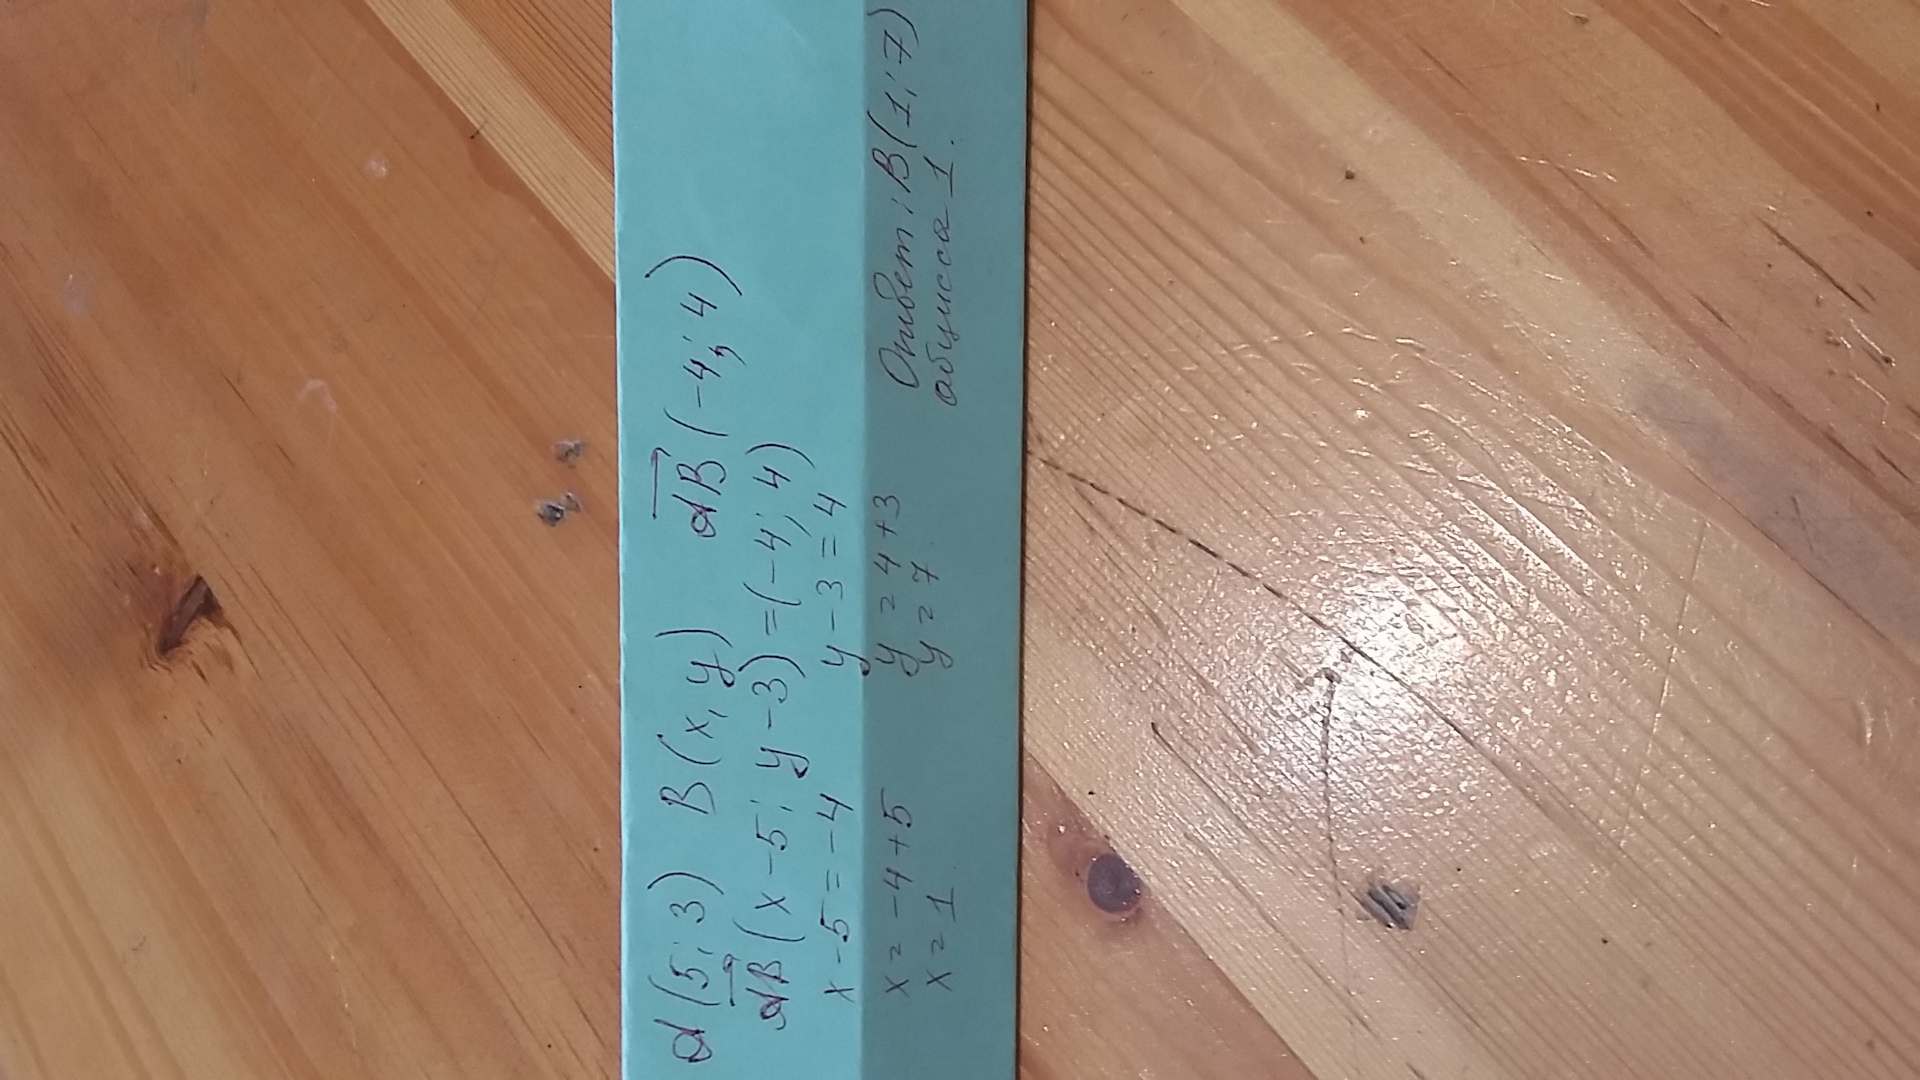 A(5; 3) B(x, y) AB(-4; 4)
AB(x-5; y-3)=(-4; 4)
x-5=-4 y-3=4
x=-4+5 y=4+3 Ответ: B(1; 7)
x=1 y=7 абцисса 1.